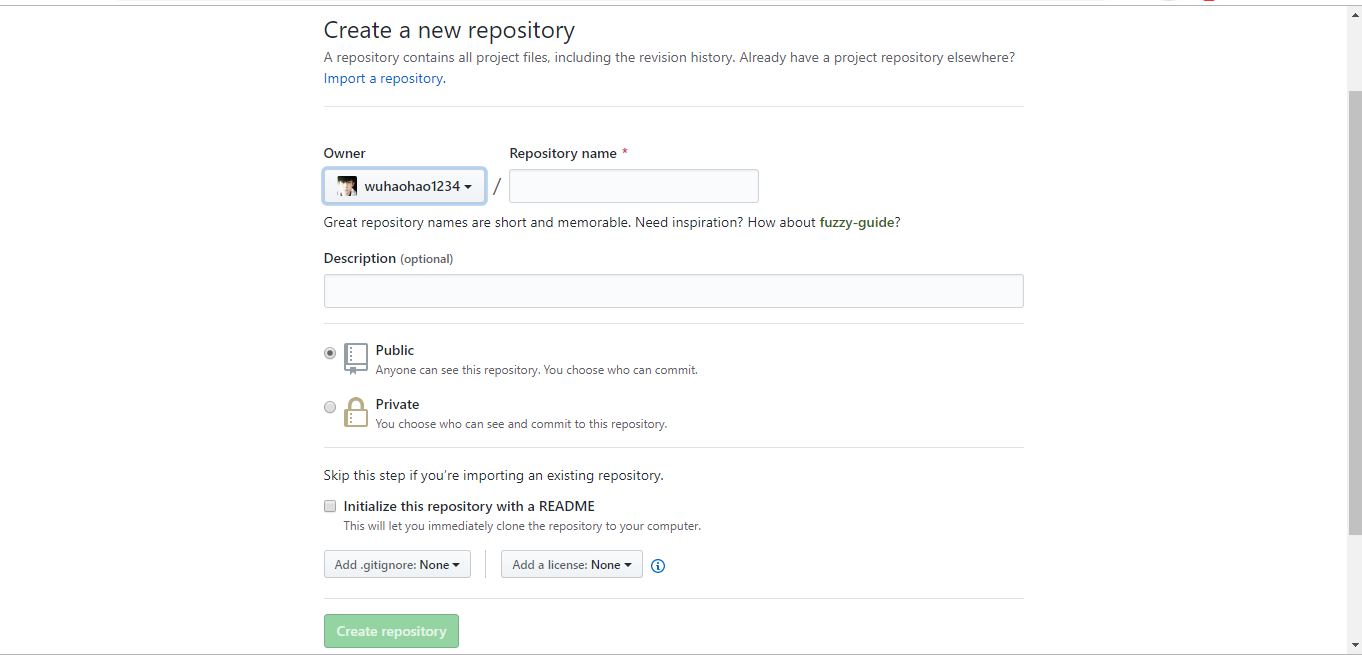 Create a new repository
A repository contains all project files, including the revision history. Already have a project repository elsewhere?
Import a repository.
Owner
Repository name *
wuhaohao1234 /
Great repository names are short and memorable. Need inspiration? How about fuzzy-guide?
Description (optional)
Public
Anyone can see this repository. You choose who can commit.
Private
You choose who can see and commit to this repository.
Skip this step if you’re importing an existing repository.
Initialize this repository with a README
This will let you immediately clone the repository to your computer.
Add .gitignore: None
Add a license: None
Create repository